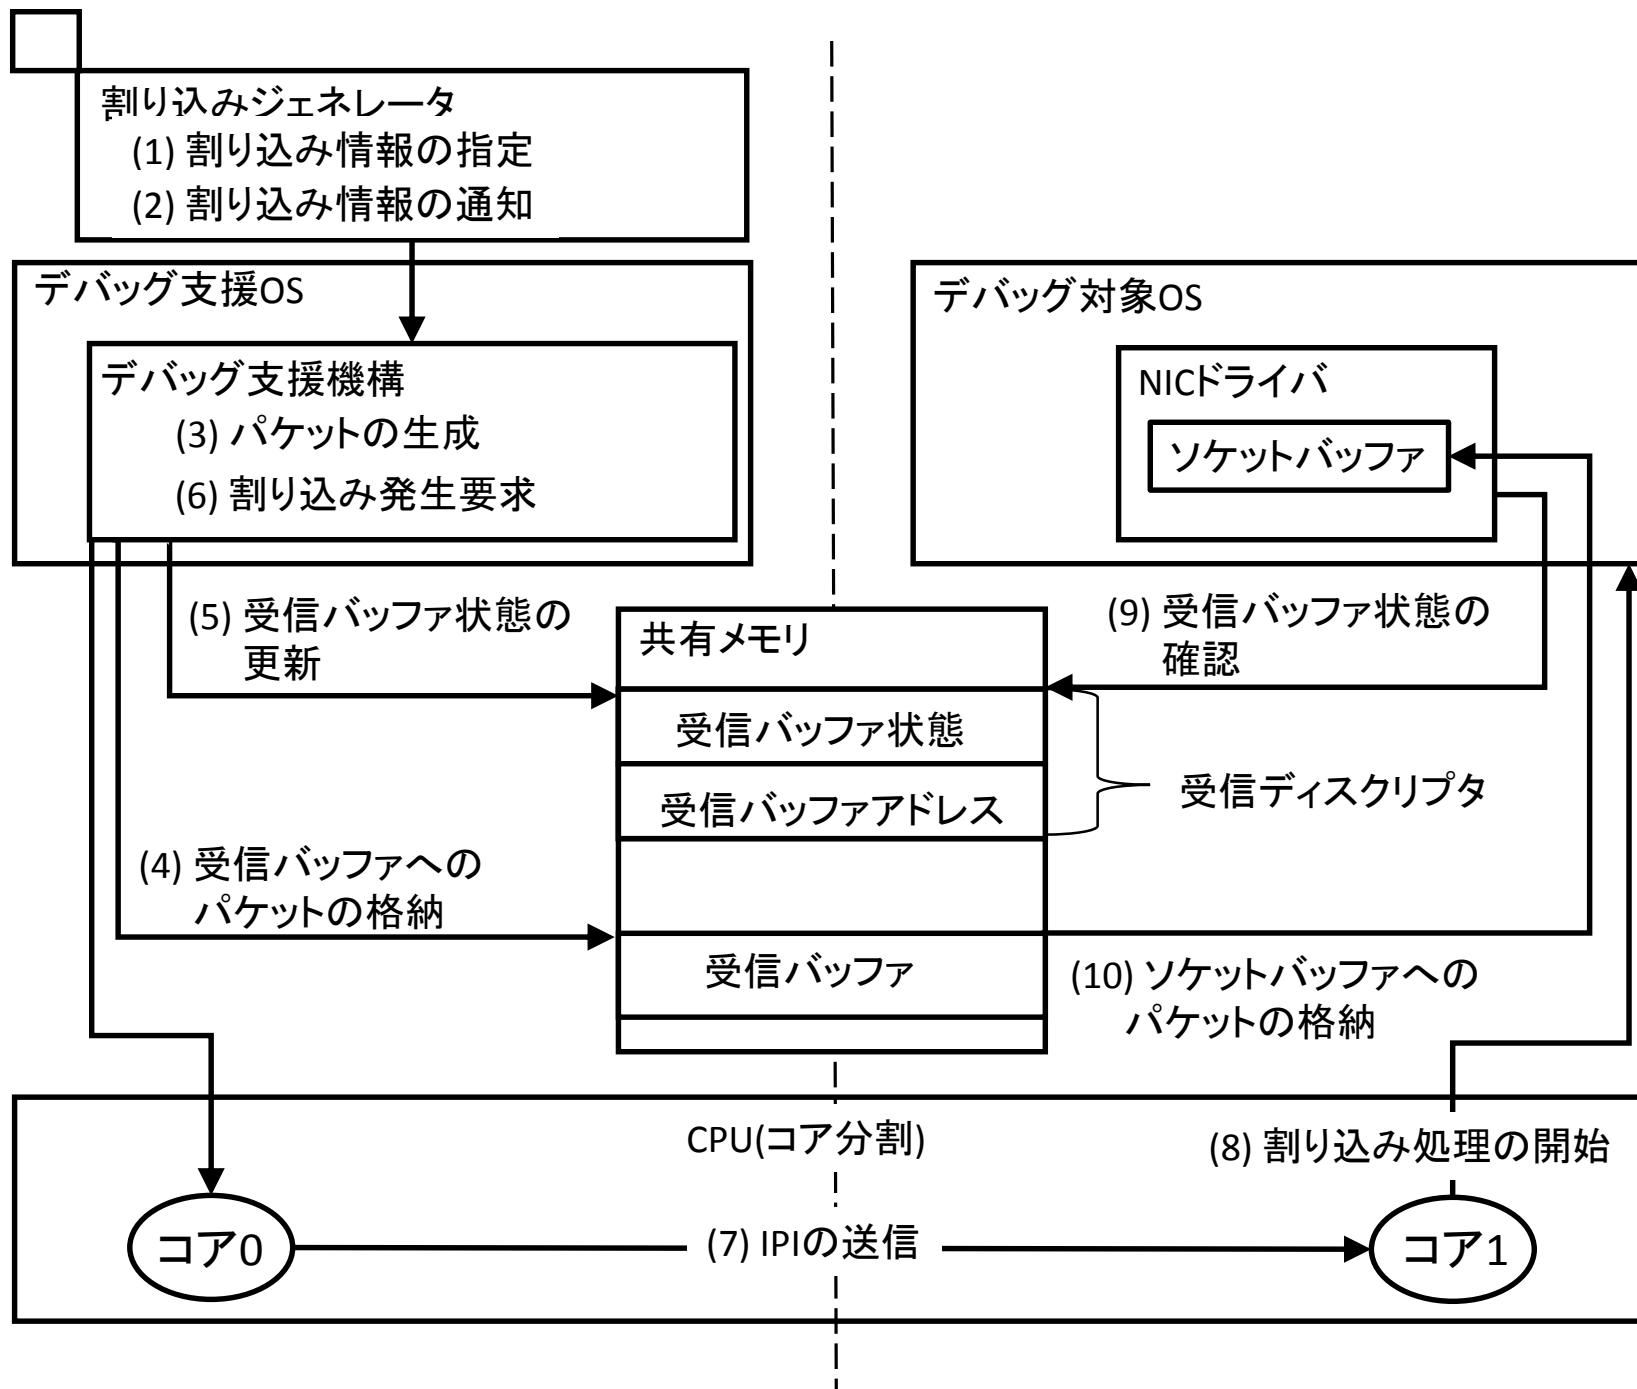 割り込みジェネレータ
(1) 割り込み情報の指定
(2) 割り込み情報の通知
デバッグ支援OS
デバッグ支援機構
(3) パケットの生成
(6) 割り込み発生要求
デバッグ対象OS
NICドライバ
ソケットバッファ
(5) 受信バッファ状態の
更新
共有メモリ
(9) 受信バッファ状態の
確認
受信バッファ状態
受信バッファアドレス
受信ディスクリプタ
(4) 受信バッファへの
パケットの格納
受信バッファ
(10) ソケットバッファへの
パケットの格納
CPU(コア分割)
(8) 割り込み処理の開始
コア0
(7) IPIの送信
コア1